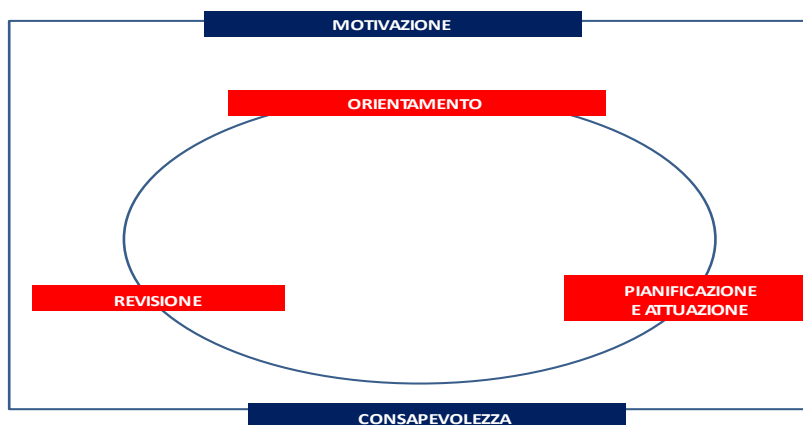 MOTIVAZIONE
ORIENTAMENTO
REVISIONE
PIANIFICAZIONE
E ATTUAZIONE
CONSAPEVOLEZZA